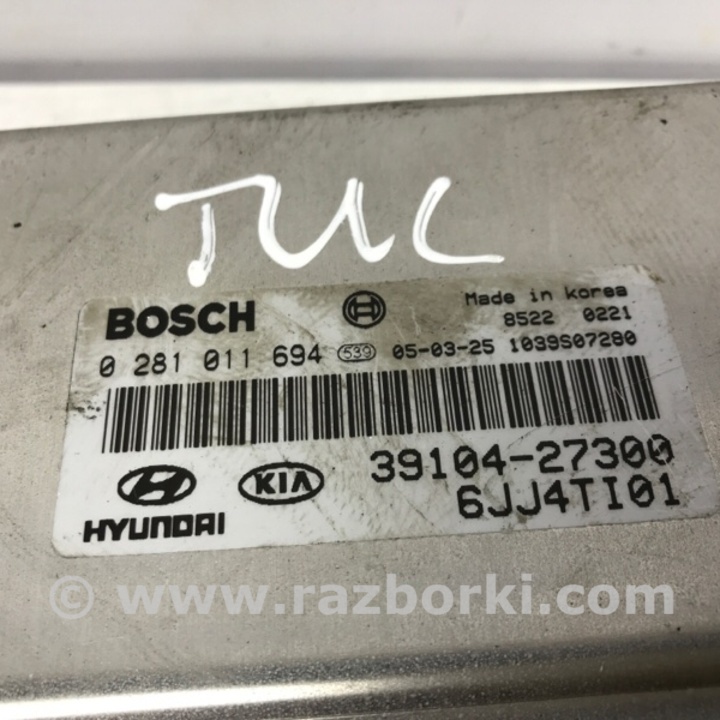 TUC
BOSCH
Made in Korea
8522 0221
0 281 011 694 539 05-03-25 1039S07280
39104-27300
6JJ4TI01
HYUNDAI KIA
© www.razborki.com